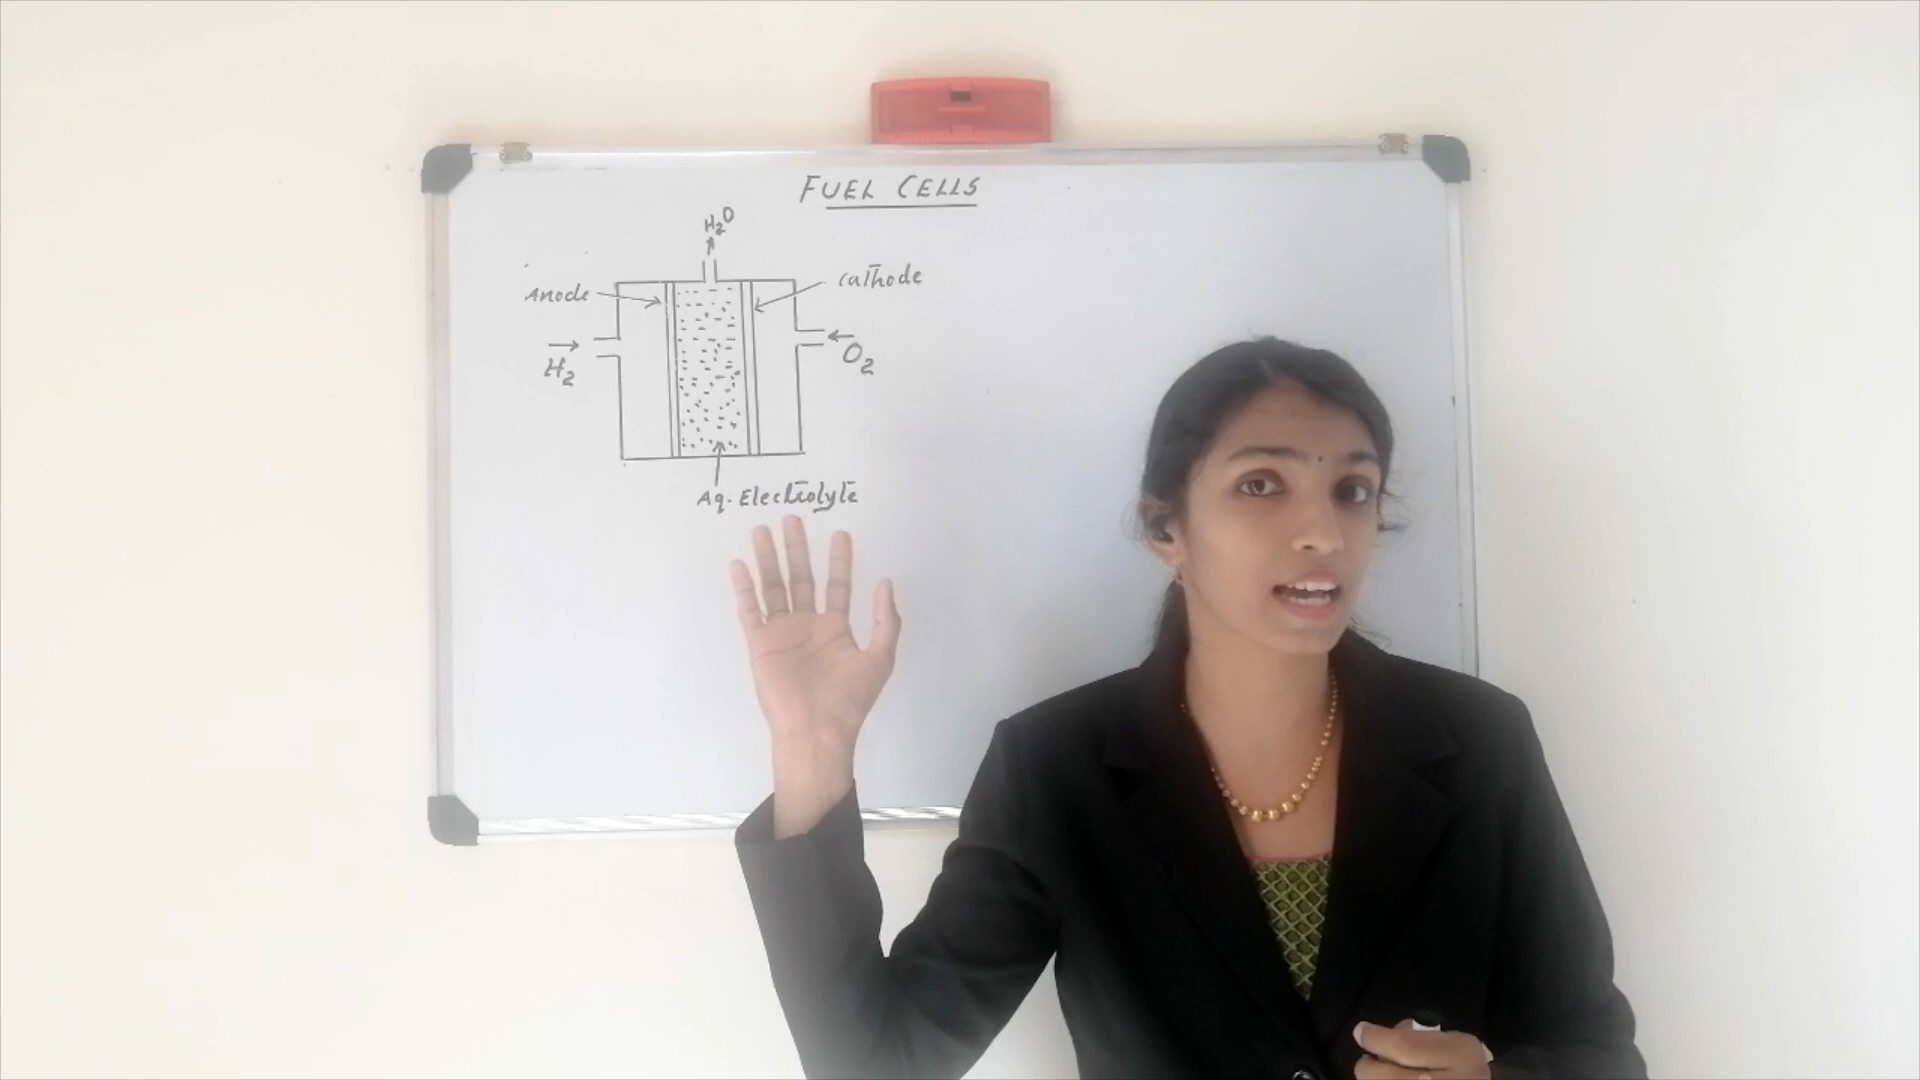 FUEL CELLS
H₂O
Anode
Cathode
H₂
O₂
Aq. Electrolyte